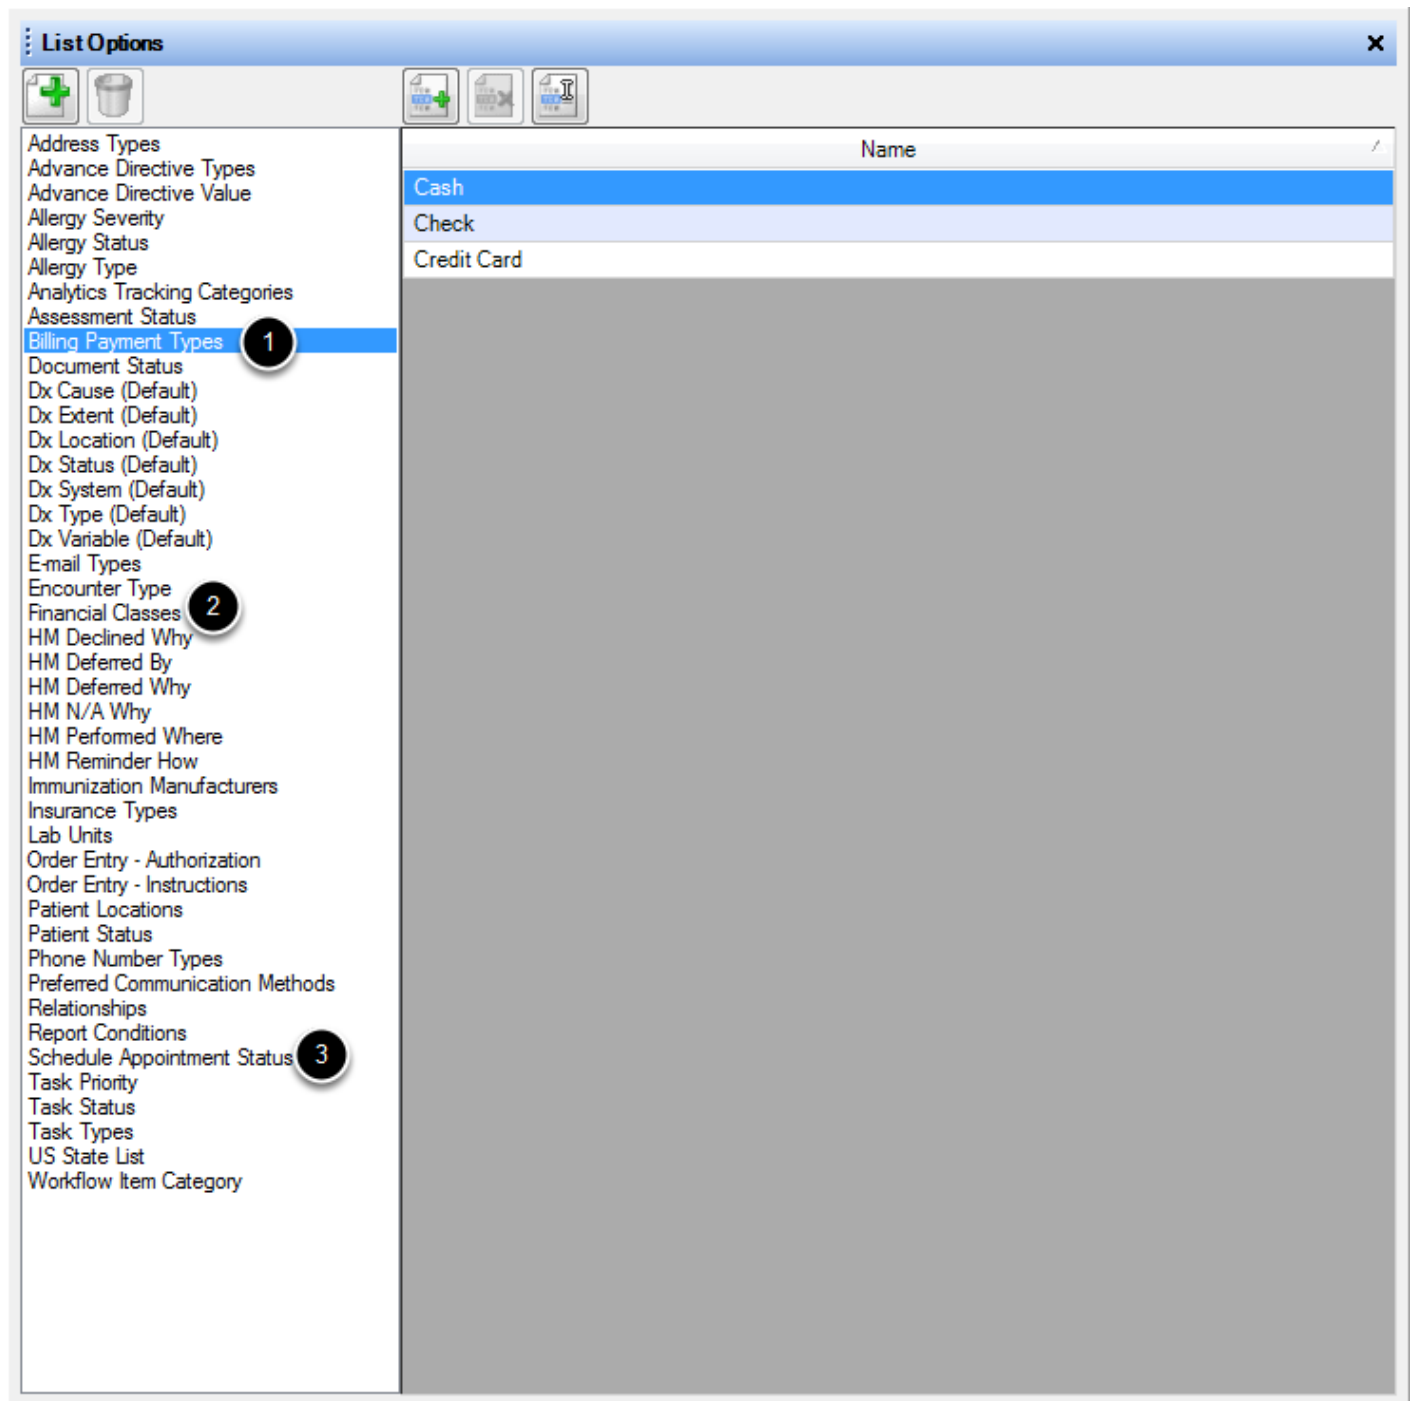 List Options
Address Types
Advance Directive Types
Advance Directive Value
Allergy Severity
Allergy Status
Allergy Type
Analytics Tracking Categories
Assessment Status
Billing Payment Types
1
Document Status
Dx Cause (Default)
Dx Extent (Default)
Dx Location (Default)
Dx Status (Default)
Dx System (Default)
Dx Type (Default)
Dx Variable (Default)
E-mail Types
Encounter Type
Financial Classes
2
HM Declined Why
HM Deferred By
HM Deferred Why
HM N/A Why
HM Performed Where
HM Reminder How
Immunization Manufacturers
Insurance Types
Lab Units
Order Entry - Authorization
Order Entry - Instructions
Patient Locations
Patient Status
Phone Number Types
Preferred Communication Methods
Relationships
Report Conditions
Schedule Appointment Status
3
Task Priority
Task Status
Task Types
US State List
Workflow Item Category
Name
Cash
Check
Credit Card